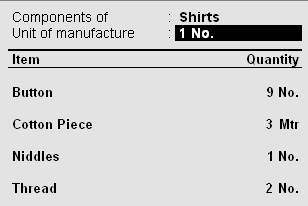 Components of : Shirts
Unit of manufacture : 1 No.
Item Quantity
Button 9 No.
Cotton Piece 3 Mtr
Niddles 1 No.
Thread 2 No.